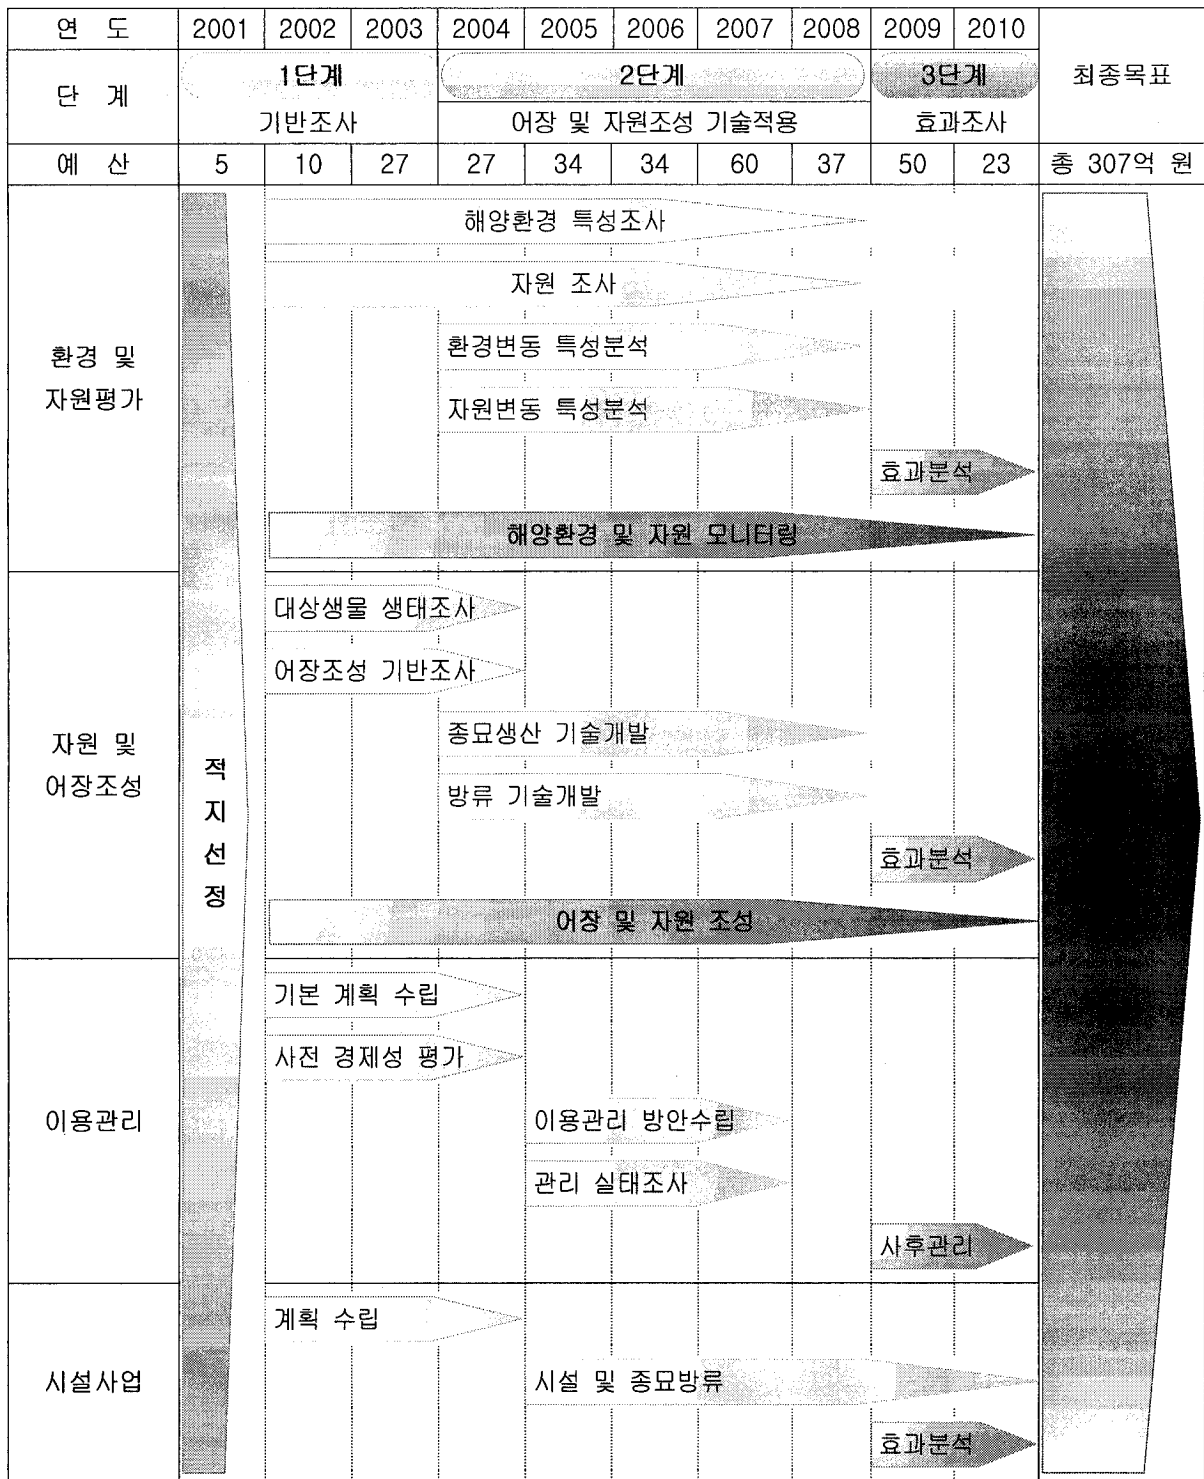 연 도 2001 2002 2003 2004 2005 2006 2007 2008 2009 2010 최종목표
단 계 1단계 2단계 3단계
기반조사 어장 및 자원조성 기술적용 효과조사
예 산 5 10 27 27 34 34 60 37 50 23 총 307억 원
환경 및
자원평가
해양환경 특성조사
자원 조사
환경변동 특성분석
자원변동 특성분석
효과분석
해양환경 및 자원 모니터링
적
지
선
정
자원 및
어장조성
대상생물 생태조사
어장조성 기반조사
종묘생산 기술개발
방류 기술개발
효과분석
어장 및 자원 조성
이용관리
기본 계획 수립
사전 경제성 평가
이용관리 방안수립
관리 실태조사
사후관리
시설사업
계획 수립
시설 및 종묘방류
효과분석